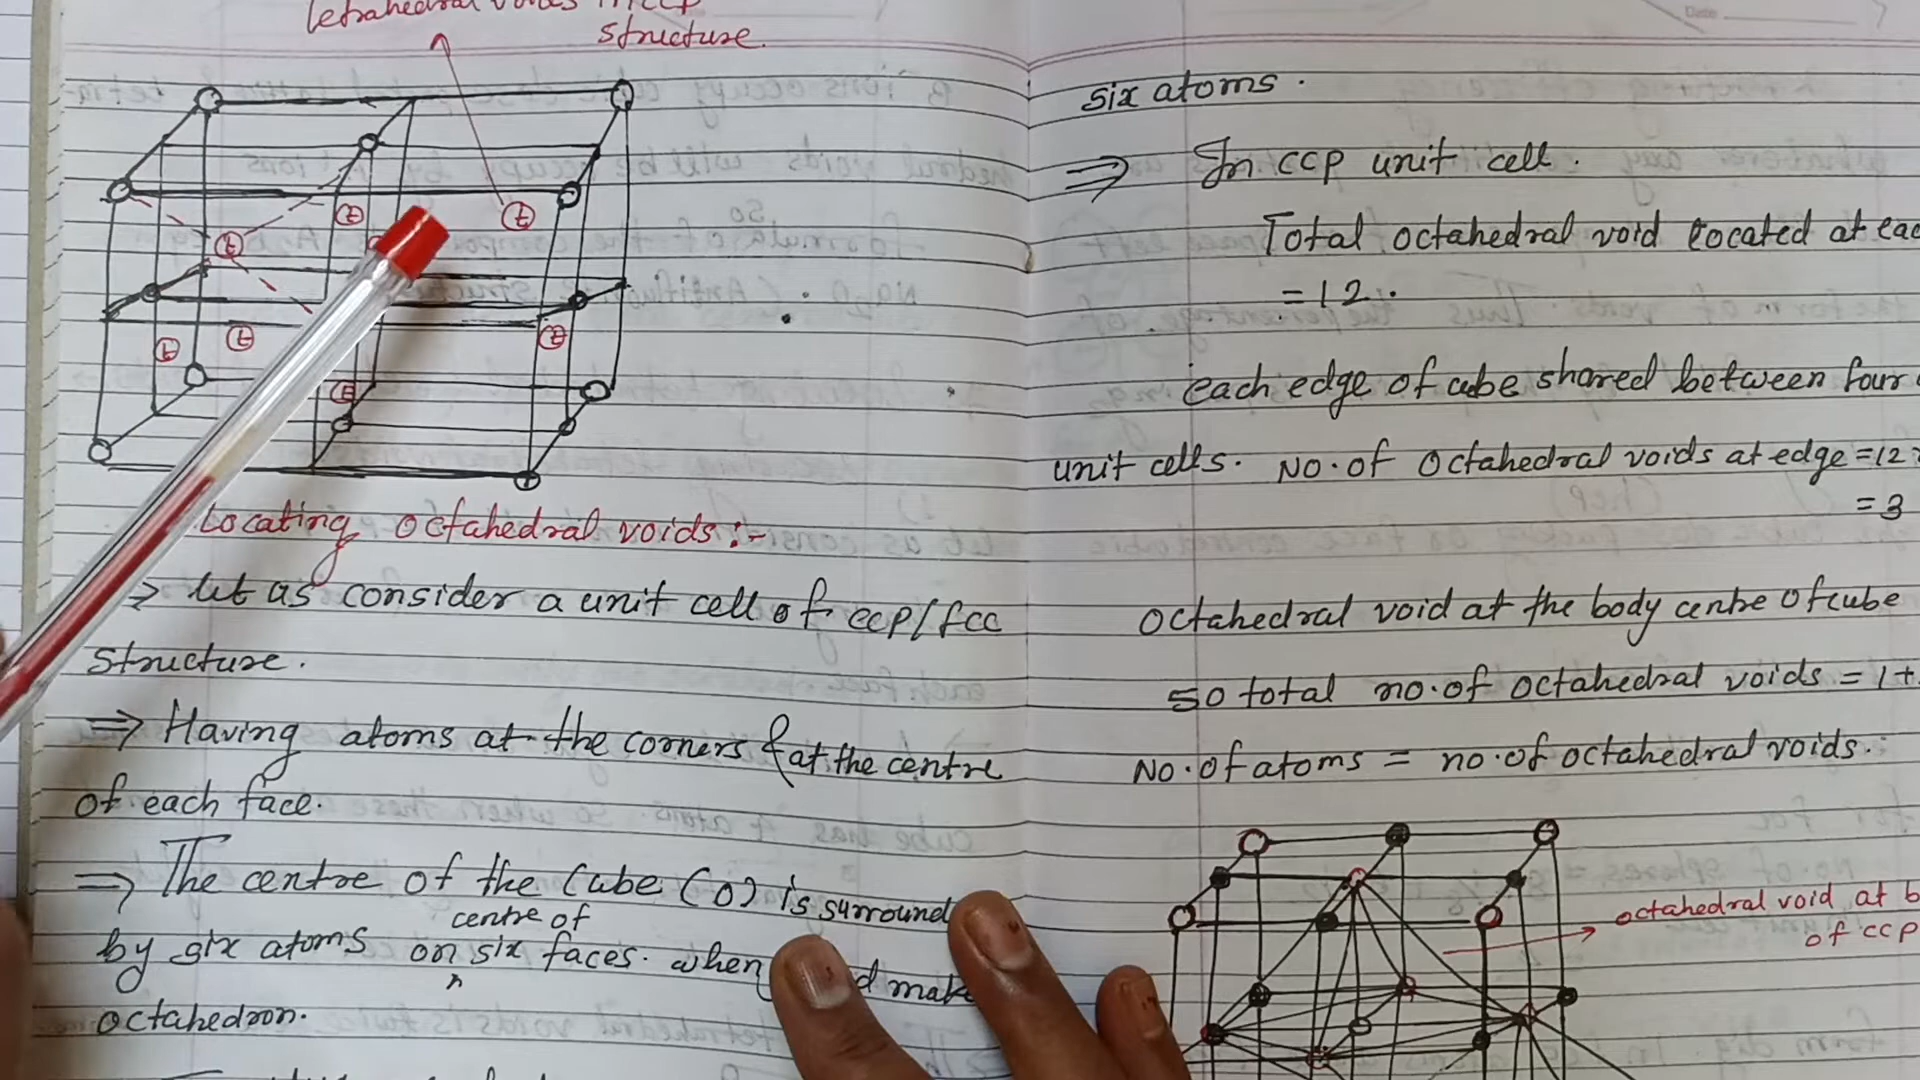 Tetrahedral voids in ccp
structure.
T
T
T
T
T
T
T
Locating octahedral voids:-
⇒ let us consider a unit cell of ccp/fcc
structure.
⇒ Having atoms at the corners & at the centre
of each face.
⇒ The centre of the cube (O) is surround
centre of
by six atoms on six faces. when
d make
octahedron.
six atoms.
⇒ In CCP unit cell.
Total octahedral void located at eac
= 12.
each edge of cube shared between four
unit cells. No. of octahedral voids at edge = 12
= 3
octahedral void at the body centre of cube
so total no. of octahedral voids = 1+
No. of atoms = no. of octahedral voids.
octahedral void at b
of ccp
Date